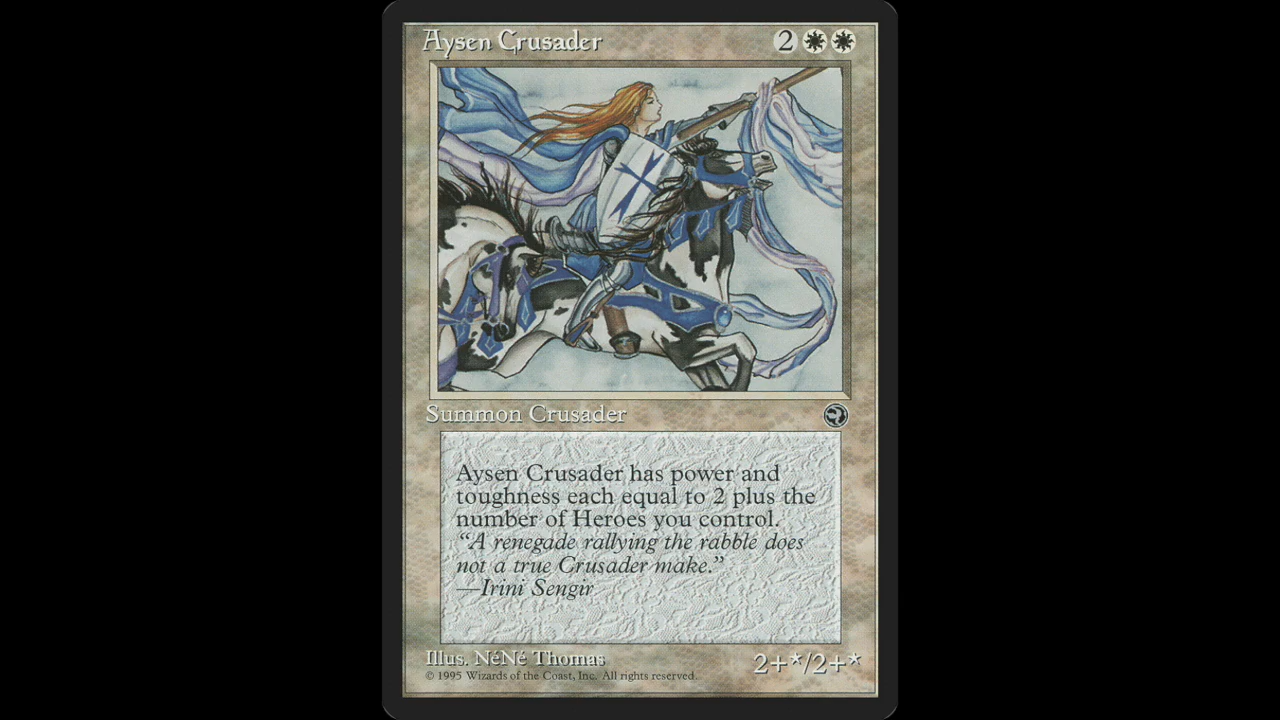 Aysen Crusader 2
Summon Crusader
Aysen Crusader has power and
toughness each equal to 2 plus the
number of Heroes you control.
“A renegade rallying the rabble does
not a true Crusader make.”
—Irini Sengir
Illus. NéNé Thomas
2+*/2+*
© 1995 Wizards of the Coast, Inc. All rights reserved.